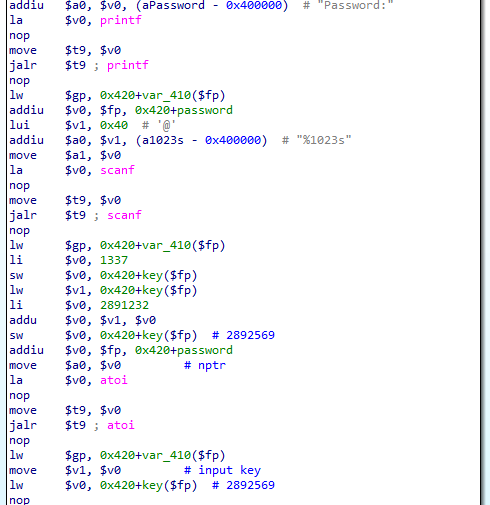 addiu $a0, $v0, (aPassword - 0x400000) # "Password:"
la $v0, printf
nop
move $t9, $v0
jalr $t9 ; printf
nop
lw $gp, 0x420+var_410($fp)
addiu $v0, $fp, 0x420+password
lui $v1, 0x40 # '@'
addiu $a0, $v1, (a1023s - 0x400000) # "%1023s"
move $a1, $v0
la $v0, scanf
nop
move $t9, $v0
jalr $t9 ; scanf
nop
lw $gp, 0x420+var_410($fp)
li $v0, 1337
sw $v0, 0x420+key($fp)
lw $v1, 0x420+key($fp)
li $v0, 2891232
addu $v0, $v1, $v0
sw $v0, 0x420+key($fp) # 2892569
addiu $v0, $fp, 0x420+password
move $a0, $v0 # nptr
la $v0, atoi
nop
move $t9, $v0
jalr $t9 ; atoi
nop
lw $gp, 0x420+var_410($fp)
move $v1, $v0 # input key
lw $v0, 0x420+key($fp) # 2892569
nop